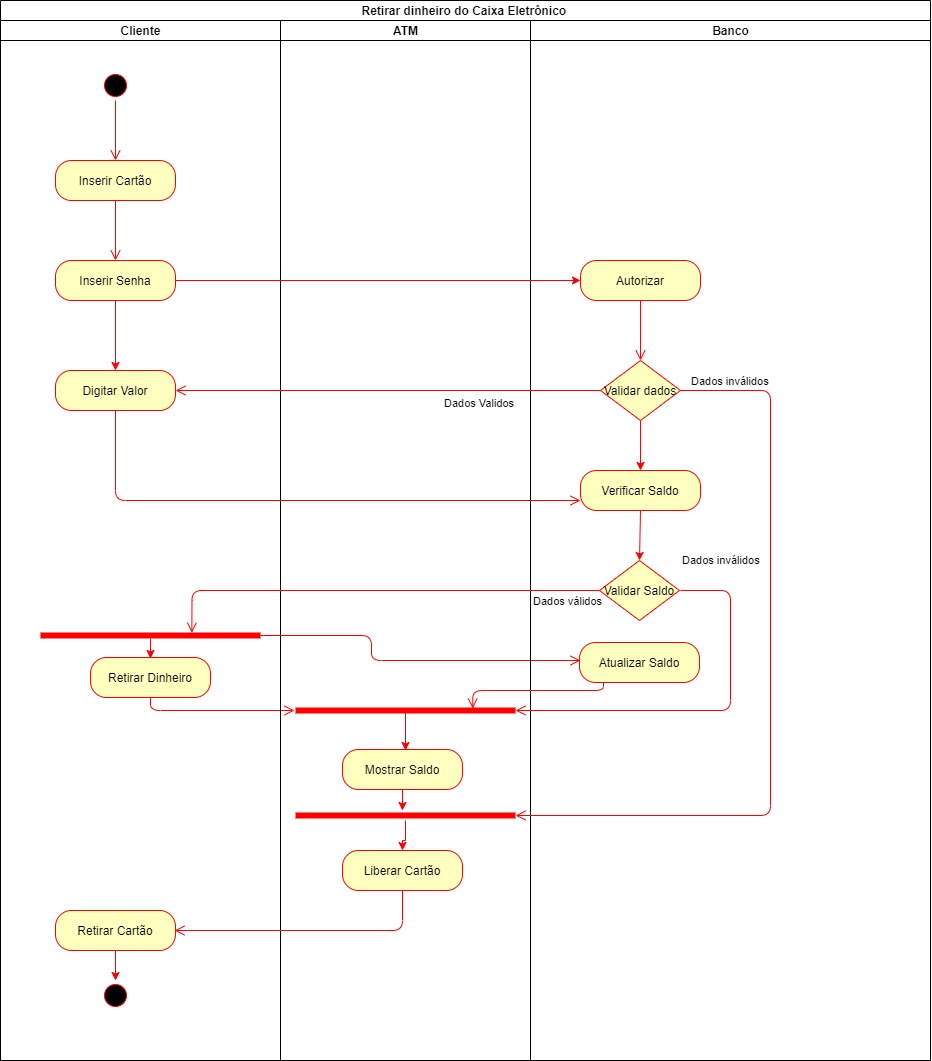 Retirar dinheiro do Caixa Eletrônico
Cliente
ATM
Banco
Inserir Cartão
Inserir Senha
Autorizar
Digitar Valor
Validar dados
Dados inválidos
Dados Validos
Verificar Saldo
Dados inválidos
Validar Saldo
Dados válidos
Atualizar Saldo
Retirar Dinheiro
Mostrar Saldo
Liberar Cartão
Retirar Cartão